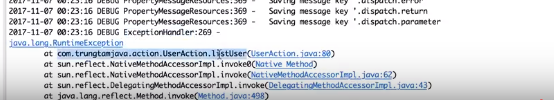 2017-11-07 00:23:16 DEBUG PropertyMessageResources:369 - Saving message key '.dispatch.error
2017-11-07 00:23:16 DEBUG PropertyMessageResources:369 - Saving message key '.dispatch.return
2017-11-07 00:23:16 DEBUG PropertyMessageResources:369 - Saving message key '.dispatch.parameter
2017-11-07 00:23:16 DEBUG ExceptionHandler:269 -
java.lang.RuntimeException
at com.trungtamjava.action.UserAction.listUser(UserAction.java:80)
at sun.reflect.NativeMethodAccessorImpl.invoke0(Native Method)
at sun.reflect.NativeMethodAccessorImpl.invoke(NativeMethodAccessorImpl.java:62)
at sun.reflect.DelegatingMethodAccessorImpl.invoke(DelegatingMethodAccessorImpl.java:43)
at java.lang.reflect.Method.invoke(Method.java:498)